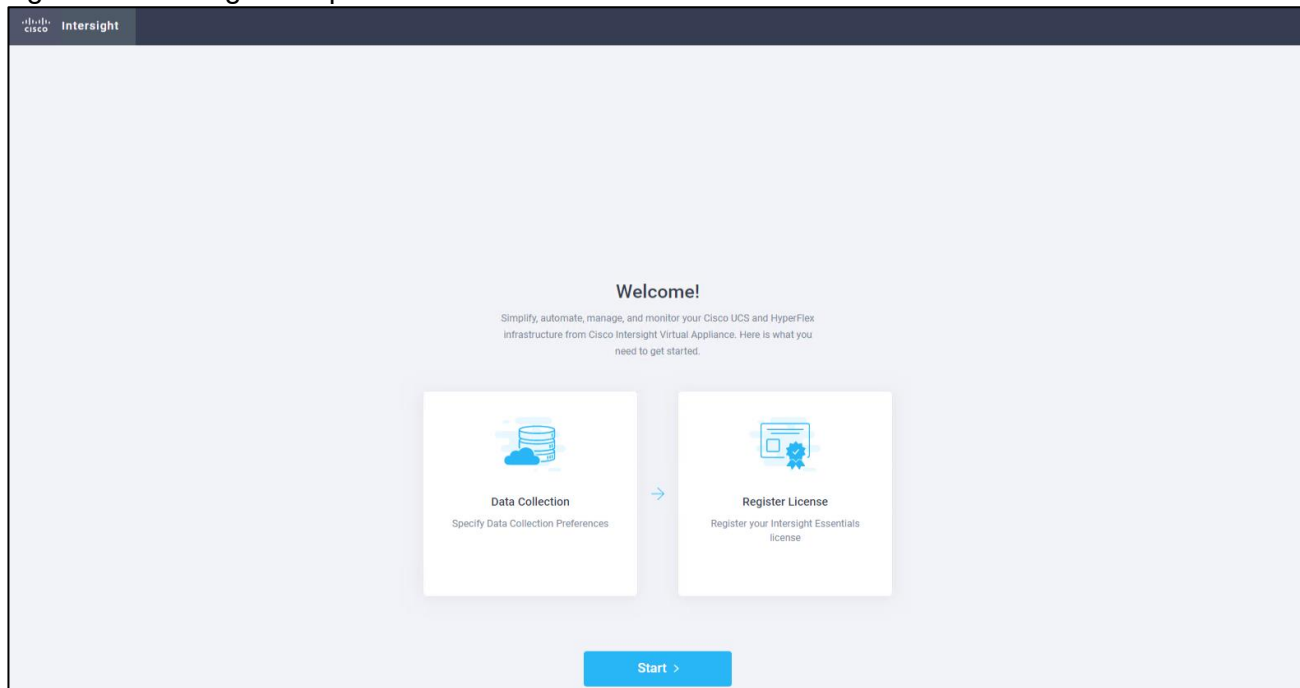 cisco Intersight
Welcome!
Simplify, automate, manage, and monitor your Cisco UCS and HyperFlex
infrastructure from Cisco Intersight Virtual Appliance. Here is what you
need to get started.
Data Collection
Specify Data Collection Preferences
Register License
Register your Intersight Essentials
license
Start >